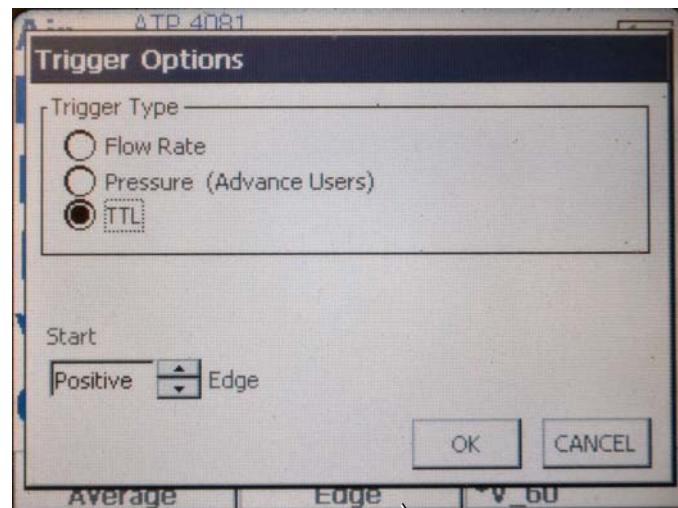 ATP 4081
Trigger Options
Trigger Type
Flow Rate
Pressure (Advance Users)
TTL
Start
Positive Edge
OK CANCEL
Average Edge